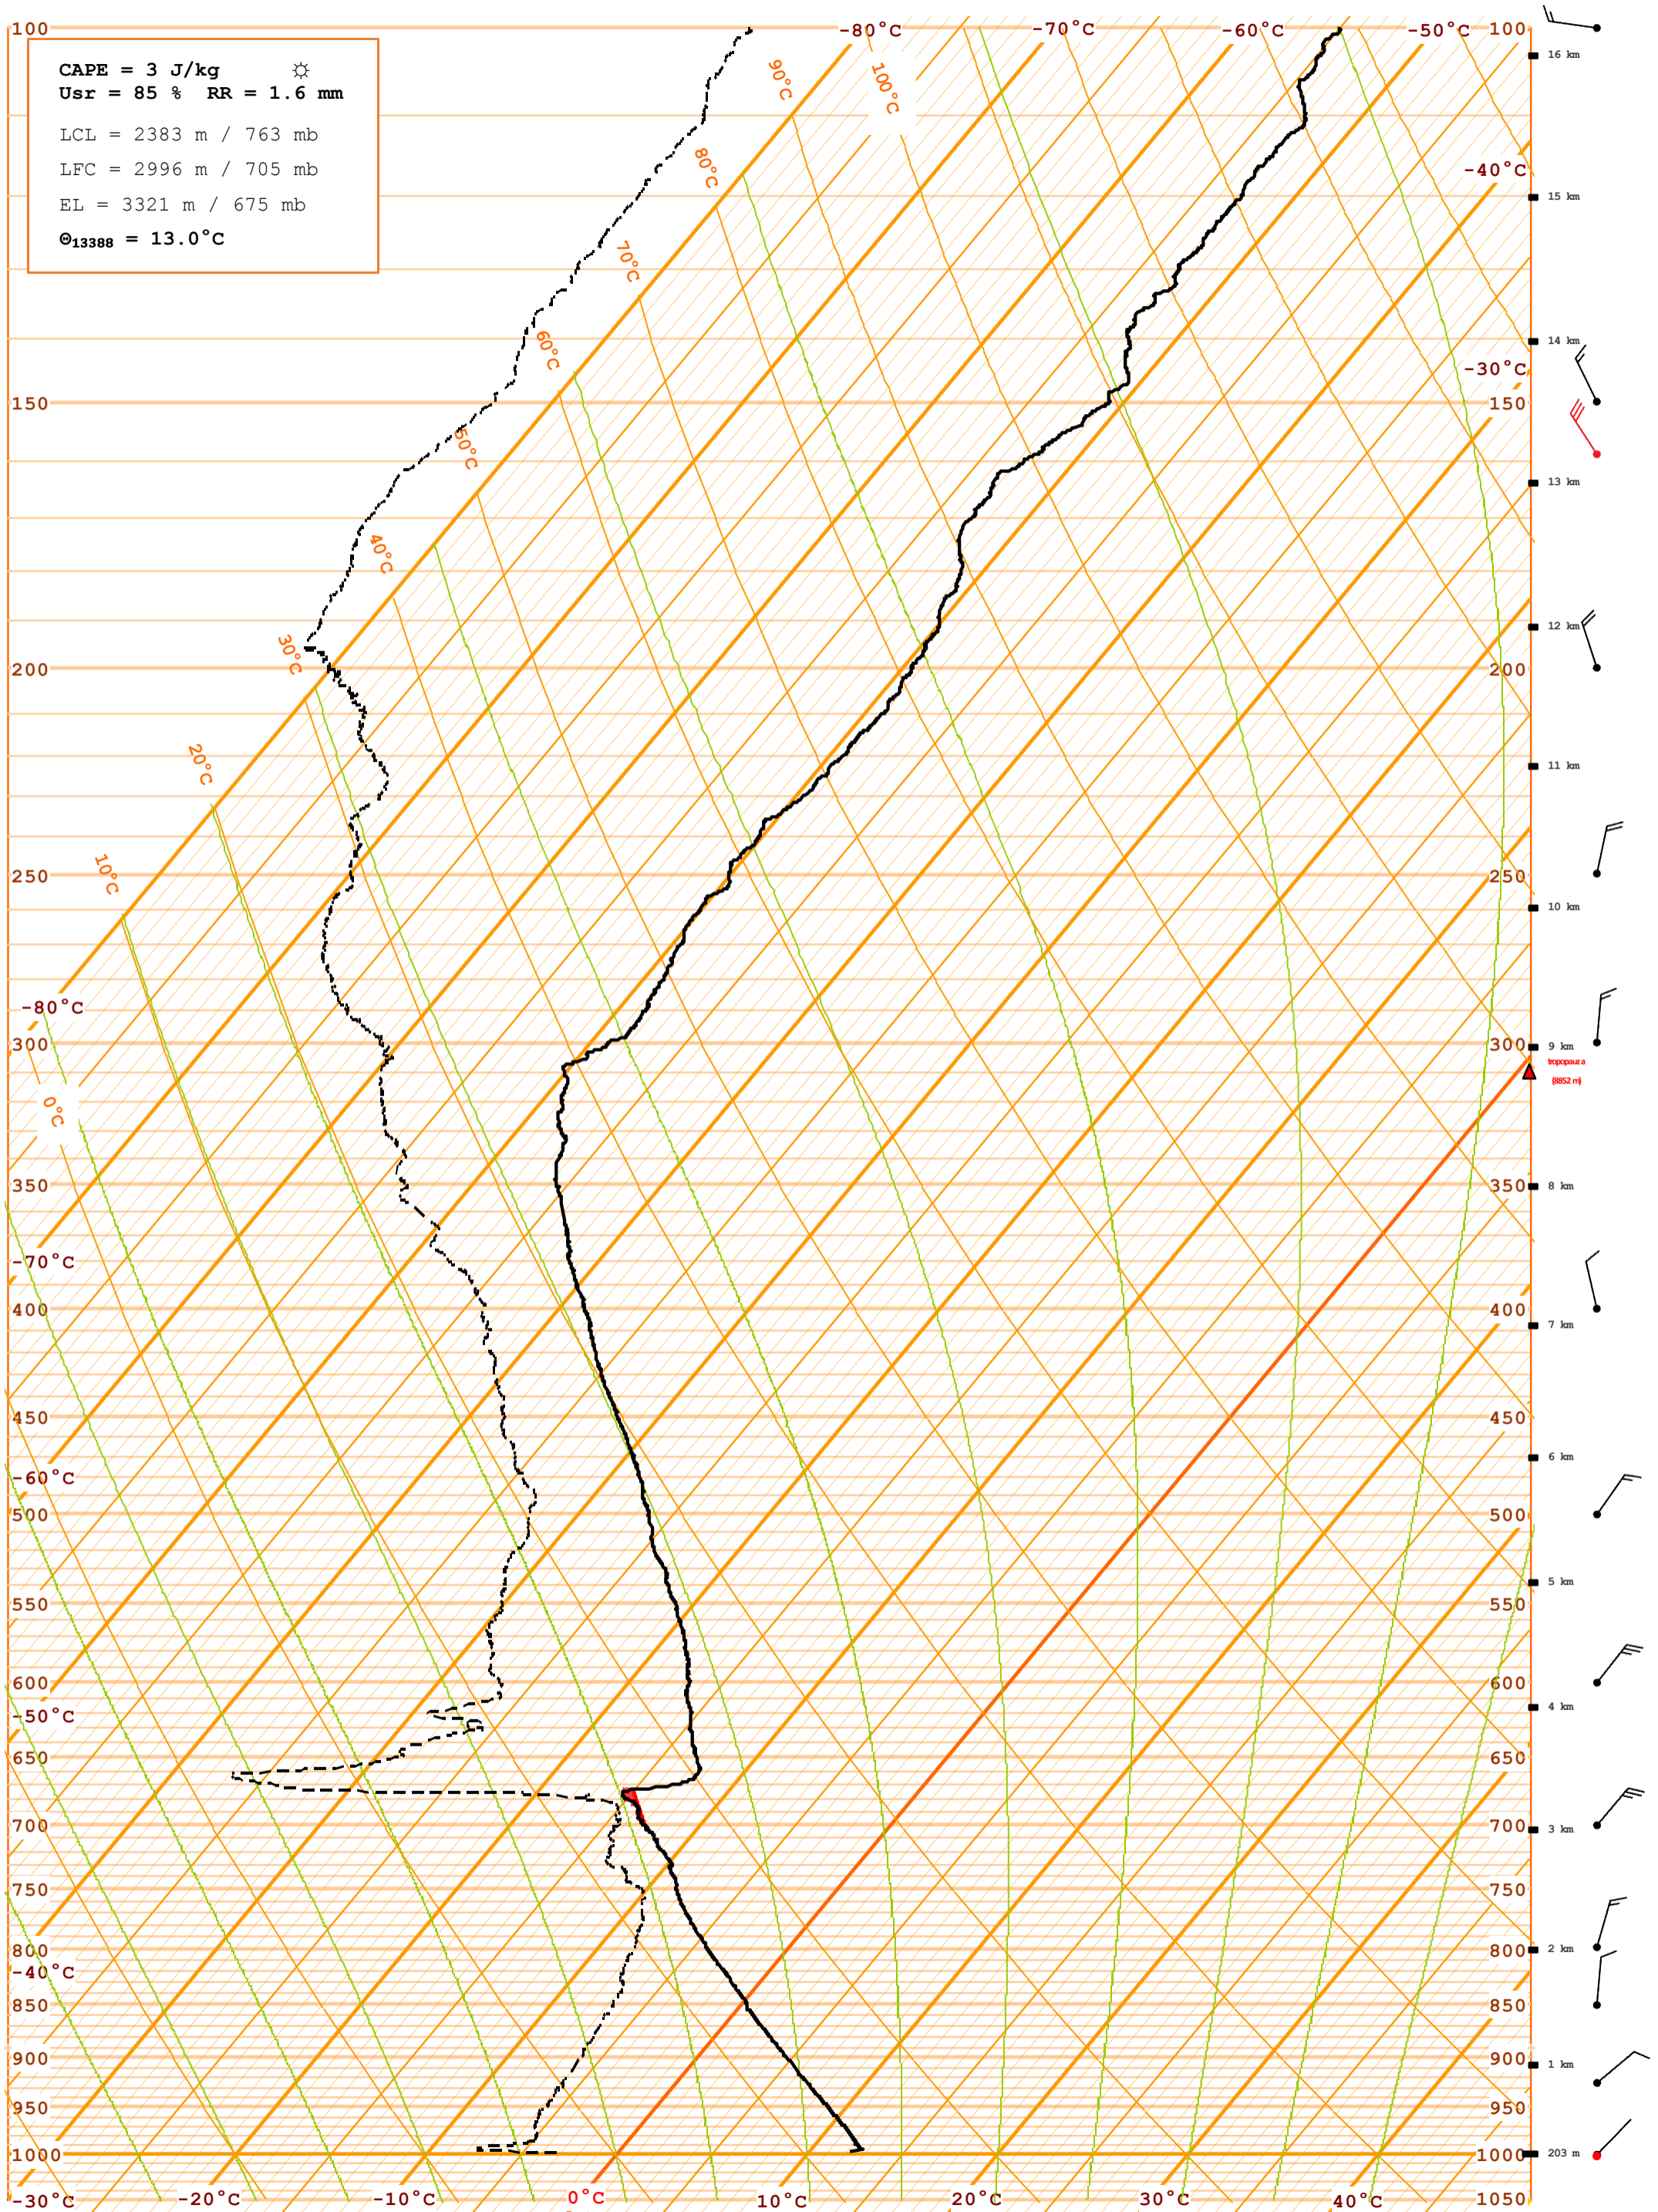 -80°C -70°C -60°C -50°C
100 100
16 km
CAPE = 3 J/kg ☼
Usr = 85 % RR = 1.6 mm
LCL = 2383 m / 763 mb
LFC = 2996 m / 705 mb
EL = 3321 m / 675 mb
Θ13388 = 13.0°C
90°C 100°C
80°C
-40°C
15 km
70°C
14 km
60°C
-30°C
150 150
50°C
13 km
40°C
12 km
30°C
200 200
20°C
11 km
10°C
250 250
10 km
-80°C
300 300
9 km
tropopauza
(8852 m)
0°C
350 350
8 km
-70°C
400 400
7 km
450 450
6 km
-60°C
500 500
5 km
550 550
600 600
4 km
-50°C
650 650
700 700
3 km
750 750
800 800
2 km
-40°C
850 850
900 900
1 km
950 950
1000 1000
203 m
-30°C -20°C -10°C 0°C 10°C 20°C 30°C 40°C 1050